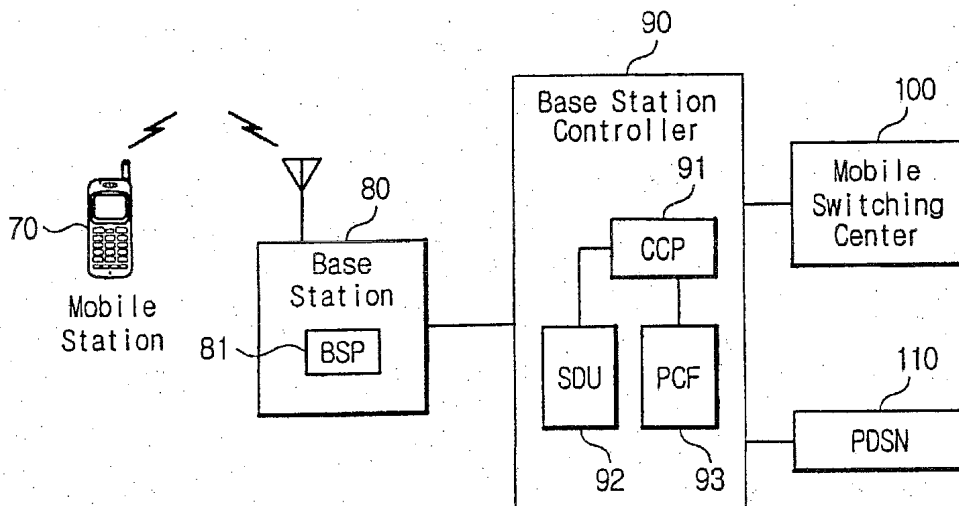 90
Base Station
Controller
100
Mobile
Switching
Center
91
CCP
70
Mobile
Station
80
Base
Station
81
BSP
SDU
PCF
92
93
110
PDSN